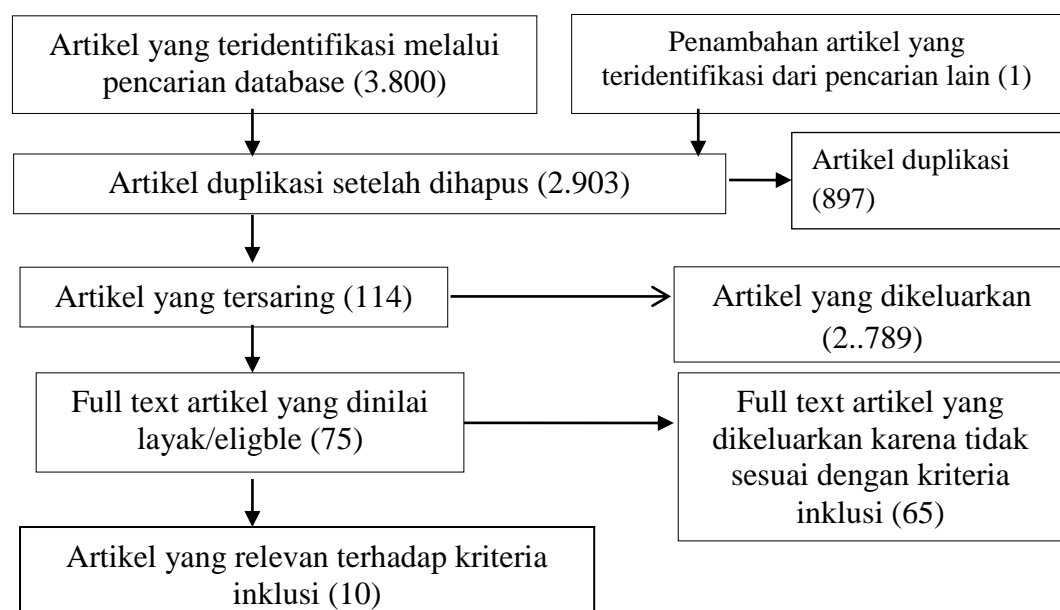 Artikel yang teridentifikasi melalui
pencarian database (3.800)
Penambahan artikel yang
teridentifikasi dari pencarian lain (1)
Artikel duplikasi setelah dihapus (2.903)
Artikel duplikasi
(897)
Artikel yang tersaring (114)
Artikel yang dikeluarkan
(2..789)
Full text artikel yang dinilai
layak/eligble (75)
Full text artikel yang
dikeluarkan karena tidak
sesuai dengan kriteria
inklusi (65)
Artikel yang relevan terhadap kriteria
inklusi (10)